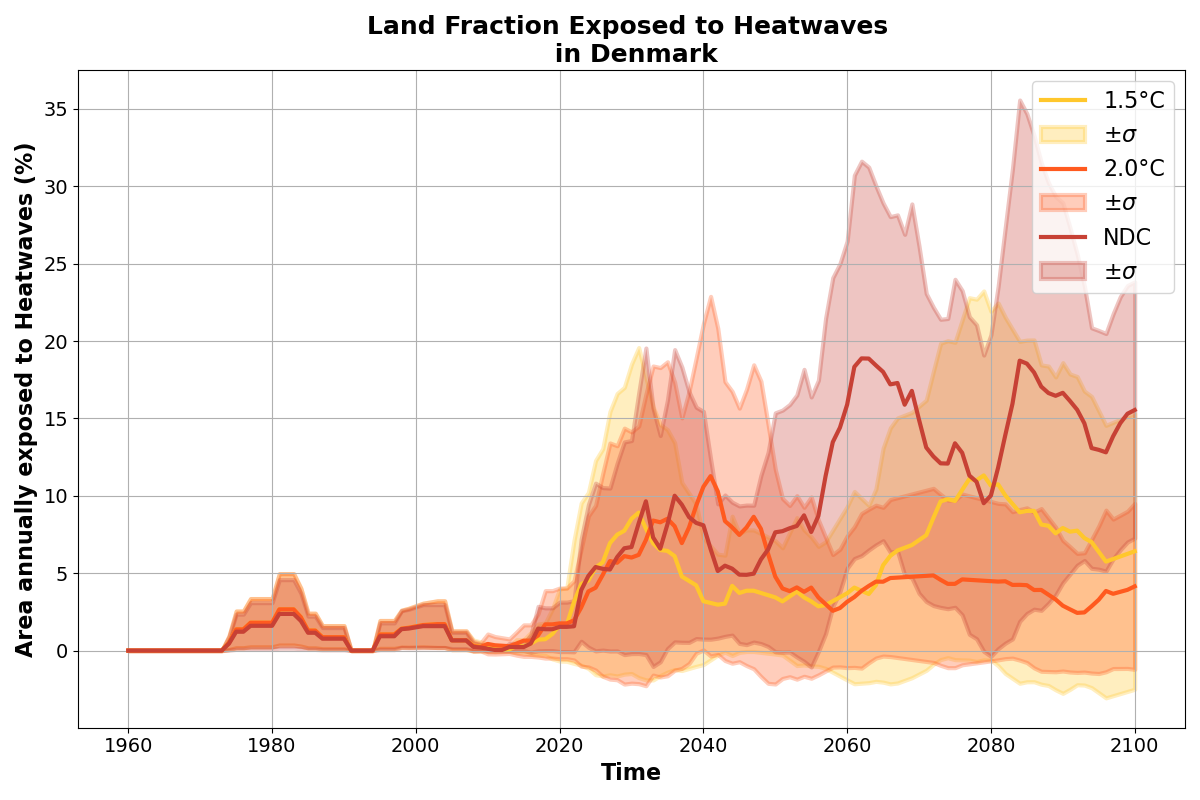 Land Fraction Exposed to Heatwaves
in Denmark
Area annually exposed to Heatwaves (%)
35
30
25
20
15
10
5
0
1.5°C
±σ
2.0°C
±σ
NDC
±σ
1960 1980 2000 2020 2040 2060 2080 2100
Time